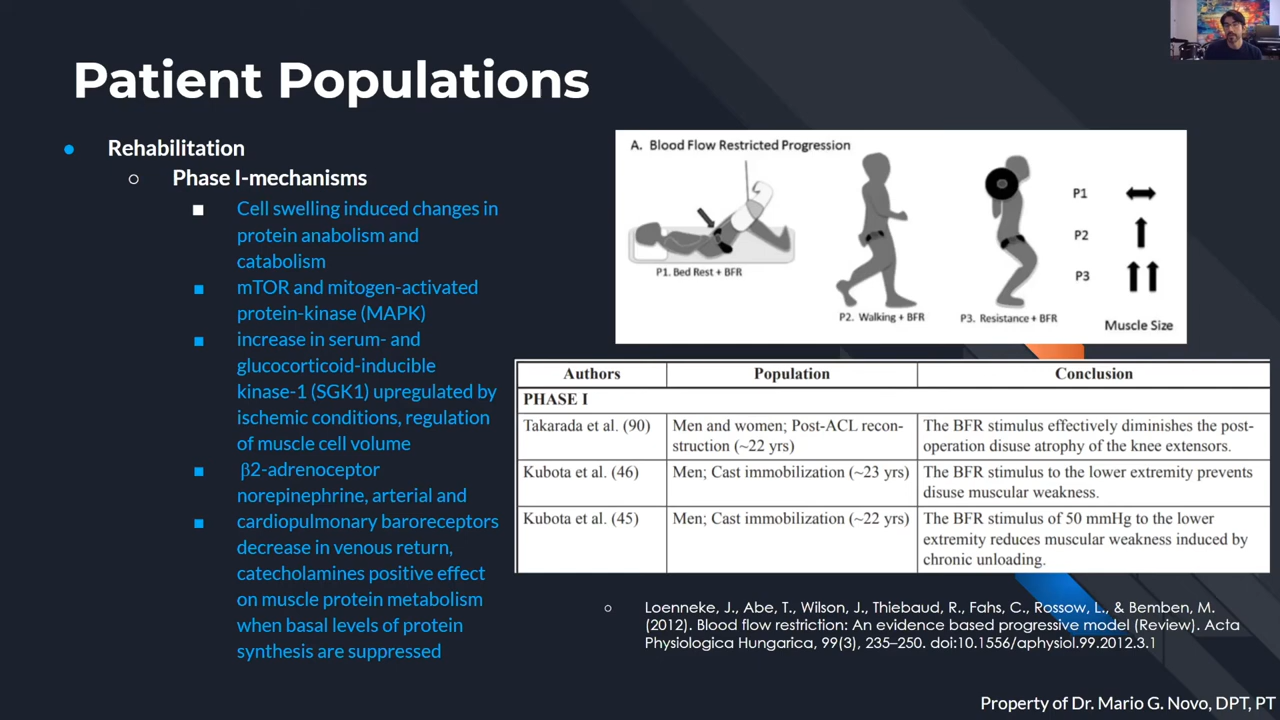 Patient Populations
Rehabilitation
Phase I-mechanisms
Cell swelling induced changes in
protein anabolism and
catabolism
mTOR and mitogen-activated
protein-kinase (MAPK)
increase in serum- and
glucocorticoid-inducible
kinase-1 (SGK1) upregulated by
ischemic conditions, regulation
of muscle cell volume
β2-adrenoceptor
norepinephrine, arterial and
cardiopulmonary baroreceptors
decrease in venous return,
catecholamines positive effect
on muscle protein metabolism
when basal levels of protein
synthesis are suppressed
A. Blood Flow Restricted Progression
P1. Bed Rest + BFR
P2. Walking + BFR
P3. Resistance + BFR
P1
P2
P3
Muscle Size
Authors Population Conclusion
PHASE I
Takarada et al. (90) Men and women; Post-ACL recon- The BFR stimulus effectively diminishes the post-
struction (~22 yrs) operation disuse atrophy of the knee extensors.
Kubota et al. (46) Men; Cast immobilization (~23 yrs) The BFR stimulus to the lower extremity prevents
disuse muscular weakness.
Kubota et al. (45) Men; Cast immobilization (~22 yrs) The BFR stimulus of 50 mmHg to the lower
extremity reduces muscular weakness induced by
chronic unloading.
Loenneke, J., Abe, T., Wilson, J., Thiebaud, R., Fahs, C., Rossow, L., & Bemben, M.
(2012). Blood flow restriction: An evidence based progressive model (Review). Acta
Physiologica Hungarica, 99(3), 235–250. doi:10.1556/aphysiol.99.2012.3.1
Property of Dr. Mario G. Novo, DPT, PT